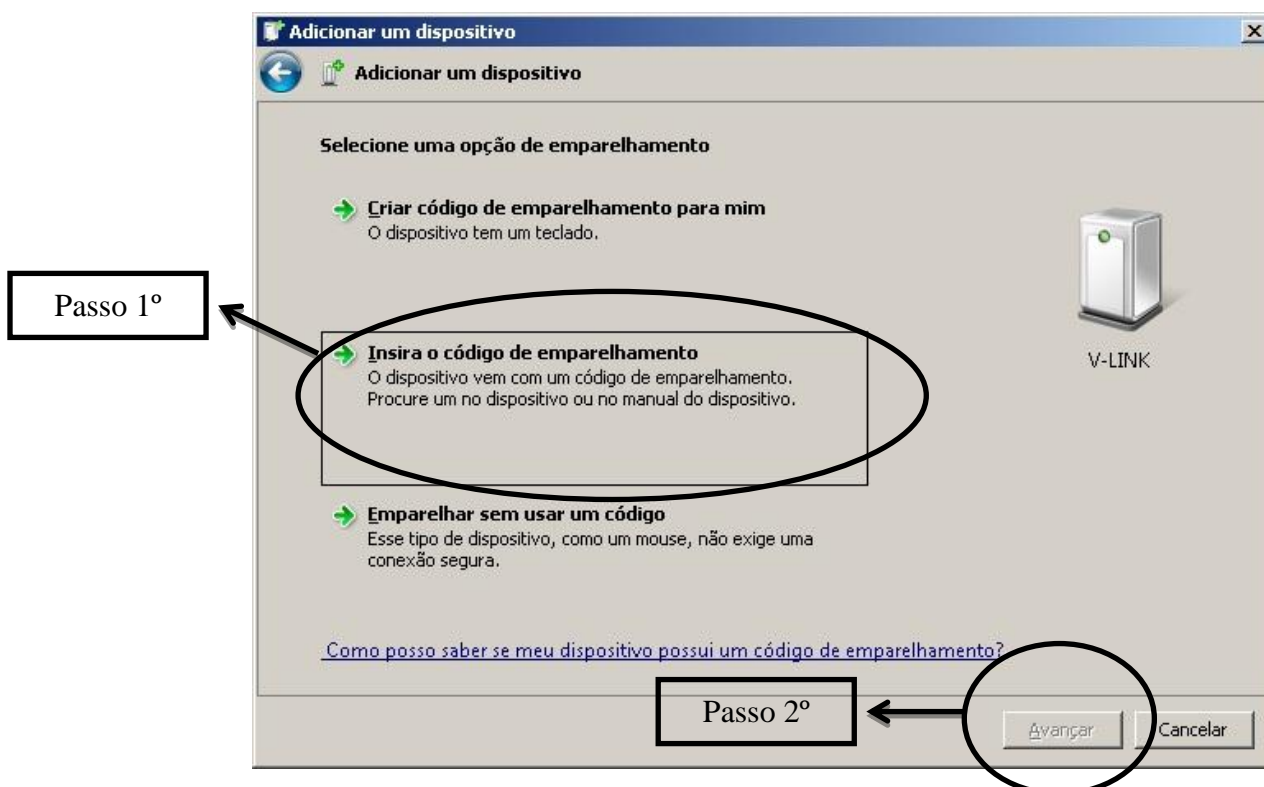 Adicionar um dispositivo
Adicionar um dispositivo
Selecione uma opção de emparelhamento
Criar código de emparelhamento para mim
O dispositivo tem um teclado.
Passo 1º
Insira o código de emparelhamento
O dispositivo vem com um código de emparelhamento.
Procure um no dispositivo ou no manual do dispositivo.
V-LINK
Emparelhar sem usar um código
Esse tipo de dispositivo, como um mouse, não exige uma
conexão segura.
Como posso saber se meu dispositivo possui um código de emparelhamento?
Passo 2º
Avançar
Cancelar